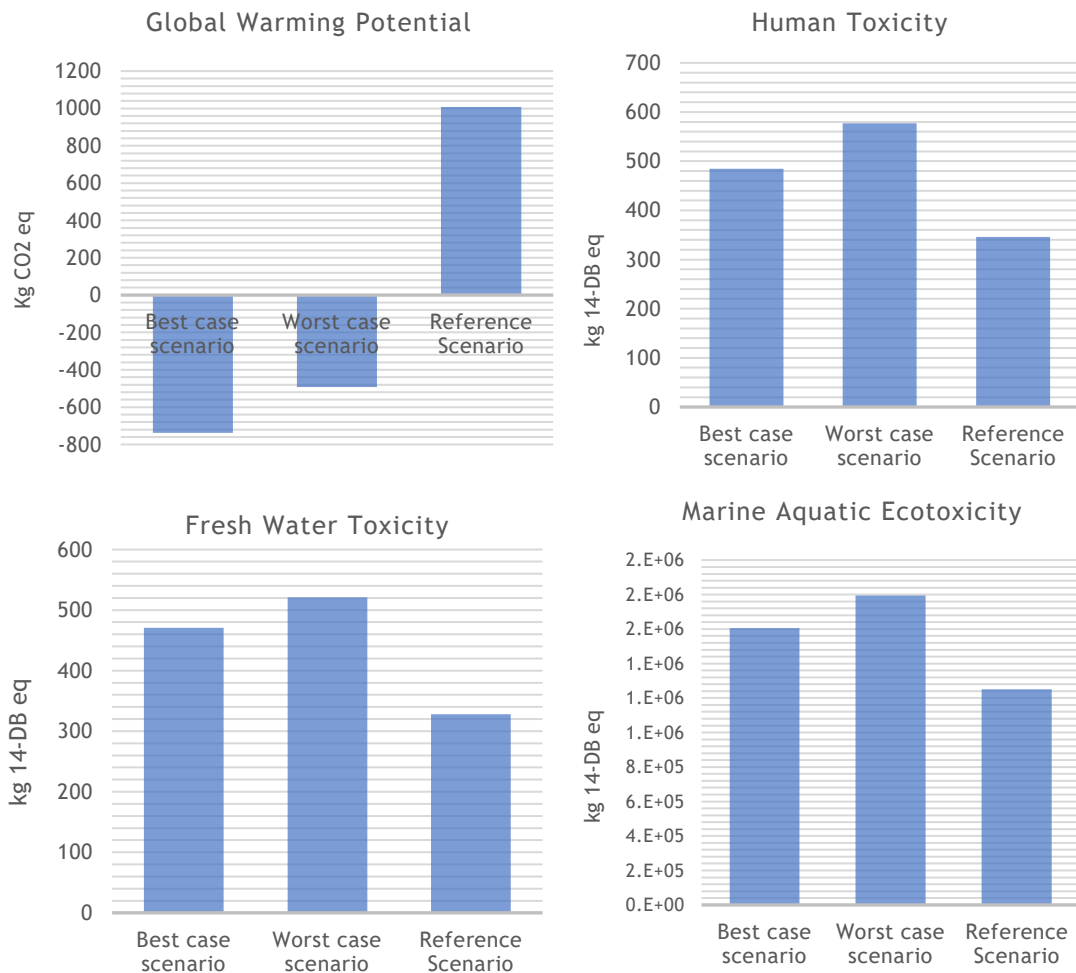 Global Warming Potential
Kg CO2 eq
1200
1000
800
600
400
200
0
-200
-400
-600
-800
Best case
scenario
Worst case
scenario
Reference
Scenario
Human Toxicity
kg 14-DB eq
700
600
500
400
300
200
100
0
Best case
scenario
Worst case
scenario
Reference
Scenario
Fresh Water Toxicity
kg 14-DB eq
600
500
400
300
200
100
0
Best case
scenario
Worst case
scenario
Reference
Scenario
Marine Aquatic Ecotoxicity
kg 14-DB eq
2.E+06
2.E+06
2.E+06
1.E+06
1.E+06
1.E+06
8.E+05
6.E+05
4.E+05
2.E+05
0.E+00
Best case
scenario
Worst case
scenario
Reference
Scenario